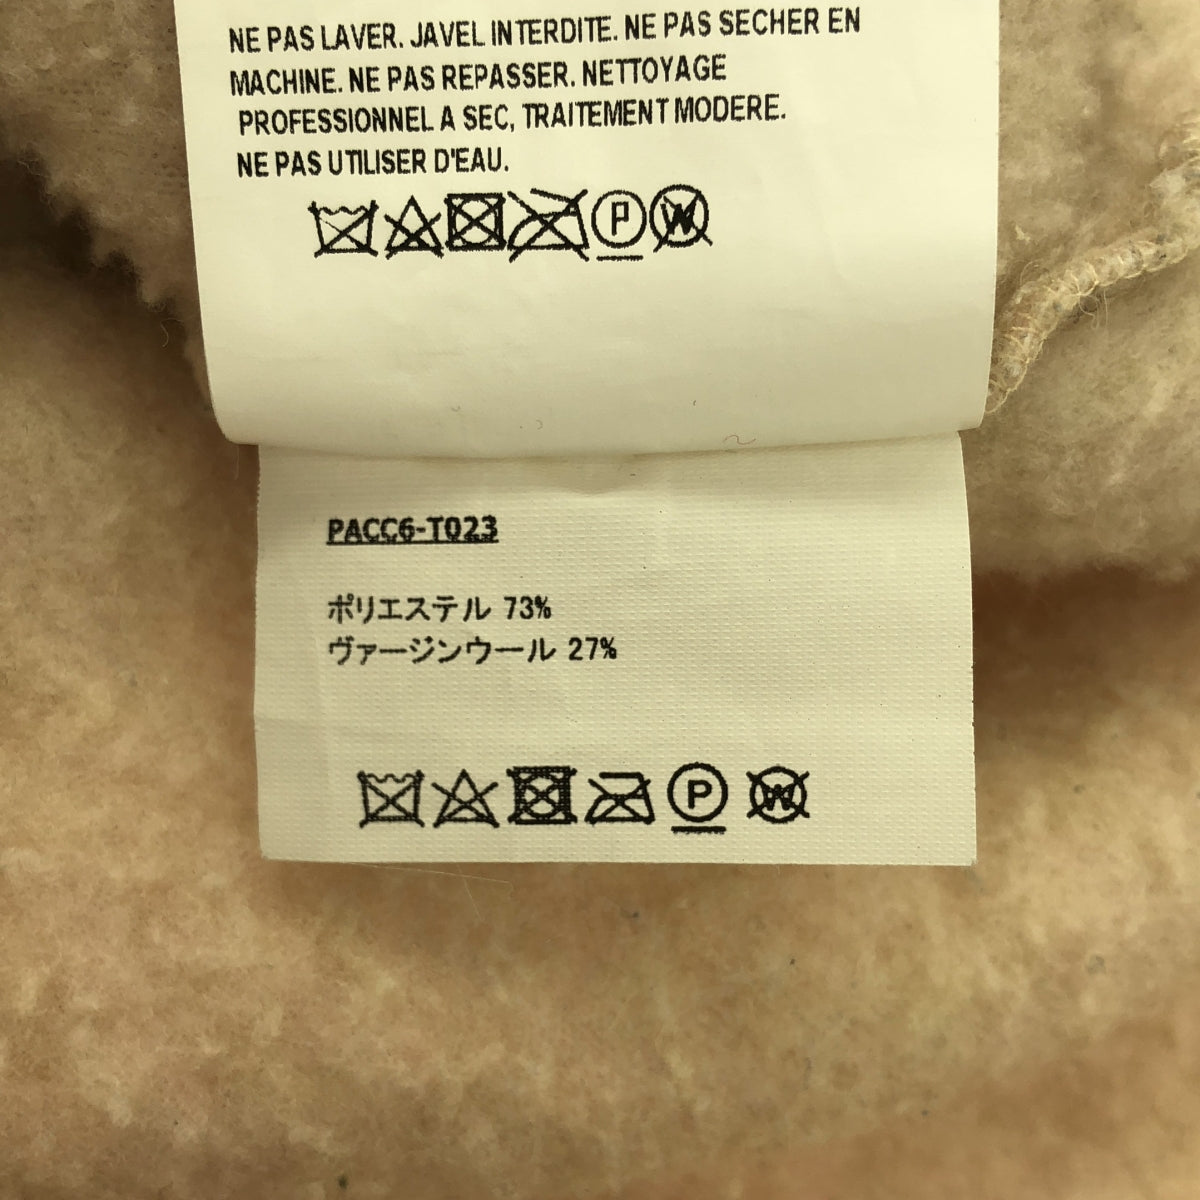 NE PAS LAVER. JAVEL INTERDITE. NE PAS SECHER EN
MACHINE. NE PAS REPASSER. NETTOYAGE
PROFESSIONNEL A SEC, TRAITEMENT MODERE.
NE PAS UTILISER D'EAU.
P W
PACC6-T023
ポリエステル 73%
ヴァージンウール 27%
P W